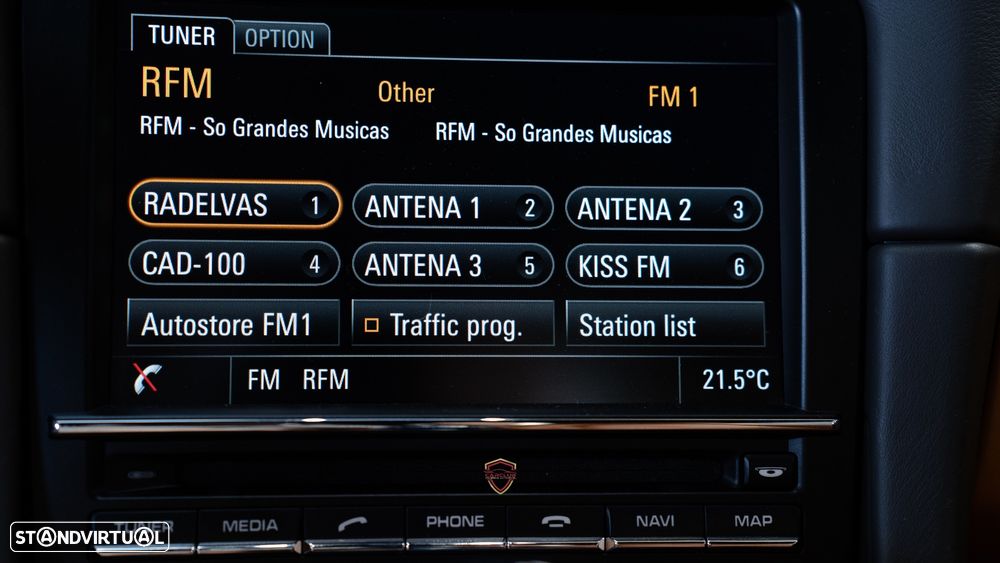 TUNER OPTION
RFM Other FM 1
RFM - So Grandes Musicas RFM - So Grandes Musicas
RADELVAS 1 ANTENA 1 2 ANTENA 2 3
CAD-100 4 ANTENA 3 5 KISS FM 6
Autostore FM1 Traffic prog. Station list
FM RFM 21.5°C
TUNER MEDIA PHONE NAVI MAP
STANDVIRTUAL